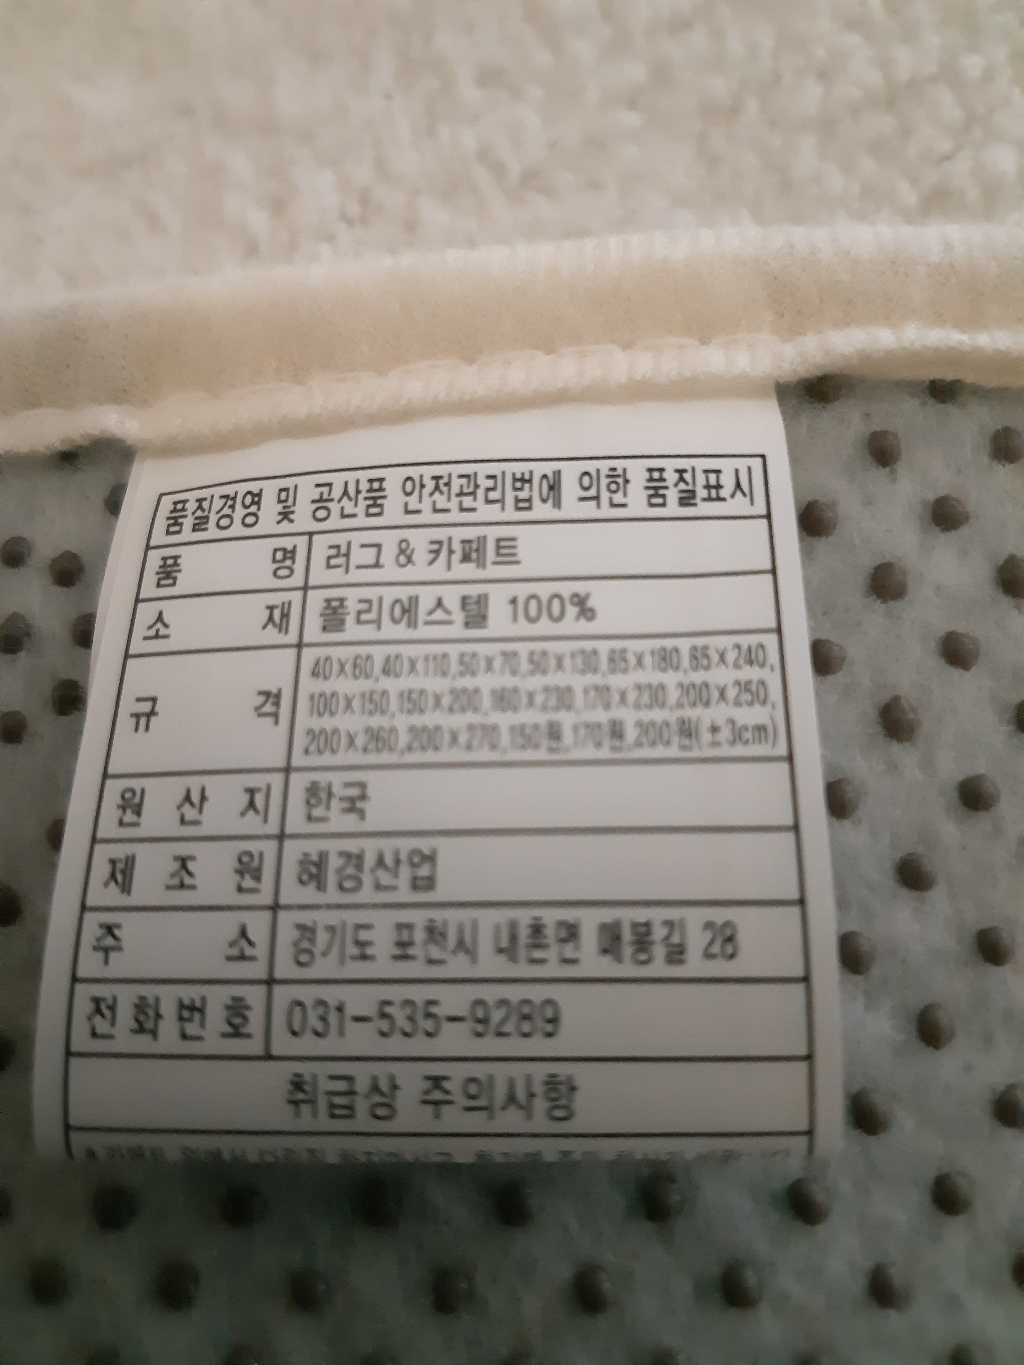 품질경영 및 공산품 안전관리법에 의한 품질표시
품 명 러그 & 카페트
소 재 폴리에스텔 100%
규 격 40×60,40×110,50×70,50×130,65×180,65×240,
100×150,150×200,160×230,170×230,200×250,
200×260,200×270,150원,170원,200원(±3cm)
원 산 지 한국
제 조 원 혜경산업
주 소 경기도 포천시 내촌면 매봉길 28
전화번호 031-535-9289
취급상 주의사항